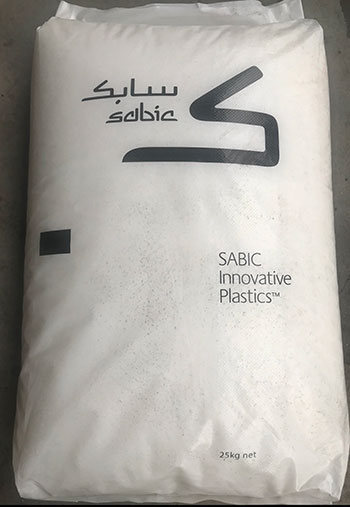 سابك
sabic
SABIC
Innovative
Plastics™
25kg net